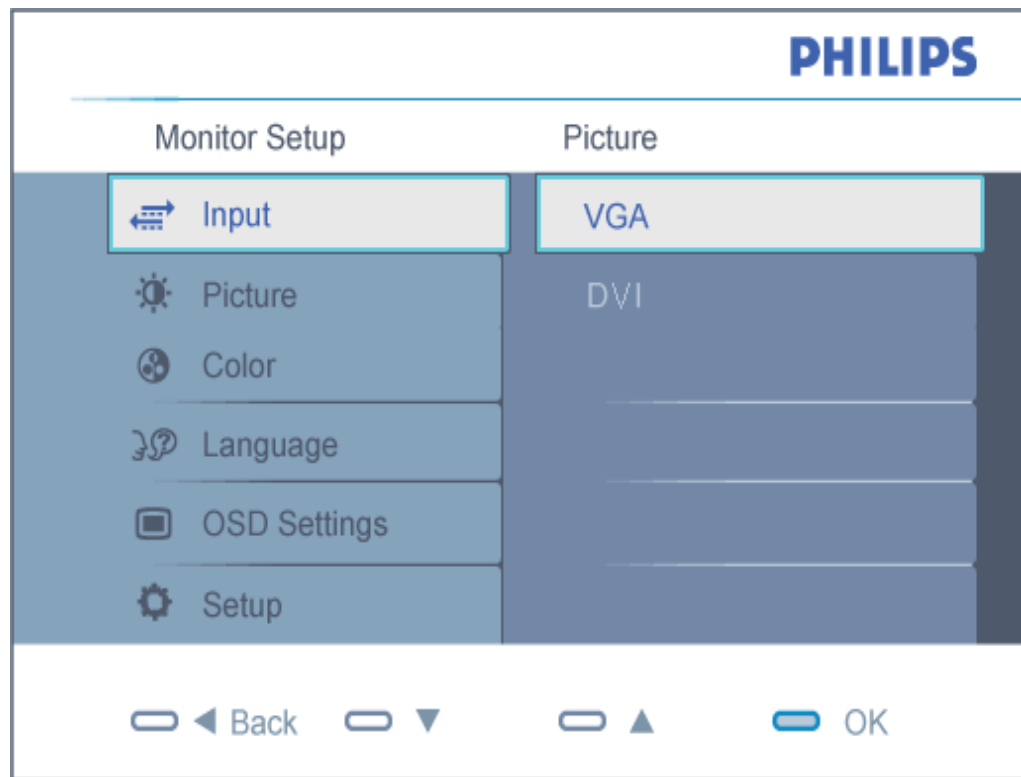 PHILIPS
Monitor Setup Picture
Input VGA
Picture DVI
Color
Language
OSD Settings
Setup
Back OK